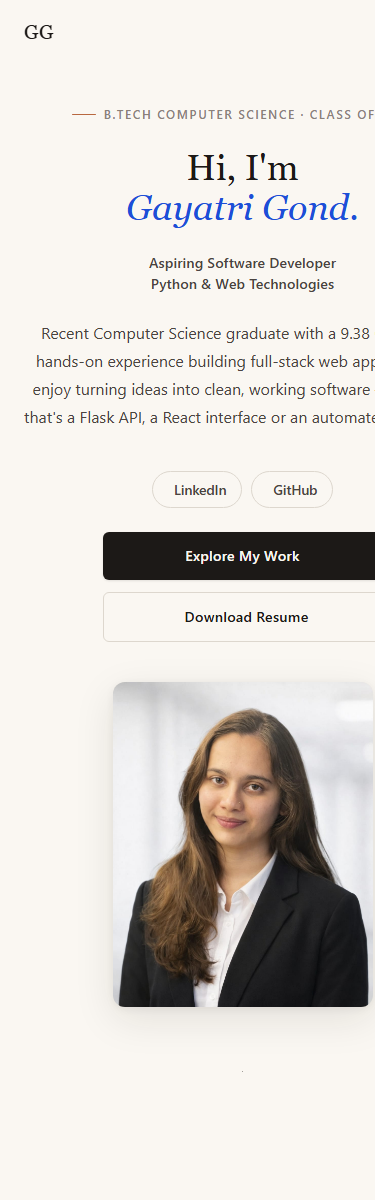 GG
B.TECH COMPUTER SCIENCE · CLASS OF
Hi, I'm
Gayatri Gond.
Aspiring Software Developer
Python & Web Technologies
Recent Computer Science graduate with a 9.38
hands-on experience building full-stack web app
enjoy turning ideas into clean, working software
that's a Flask API, a React interface or an automate
LinkedIn
GitHub
Explore My Work
Download Resume